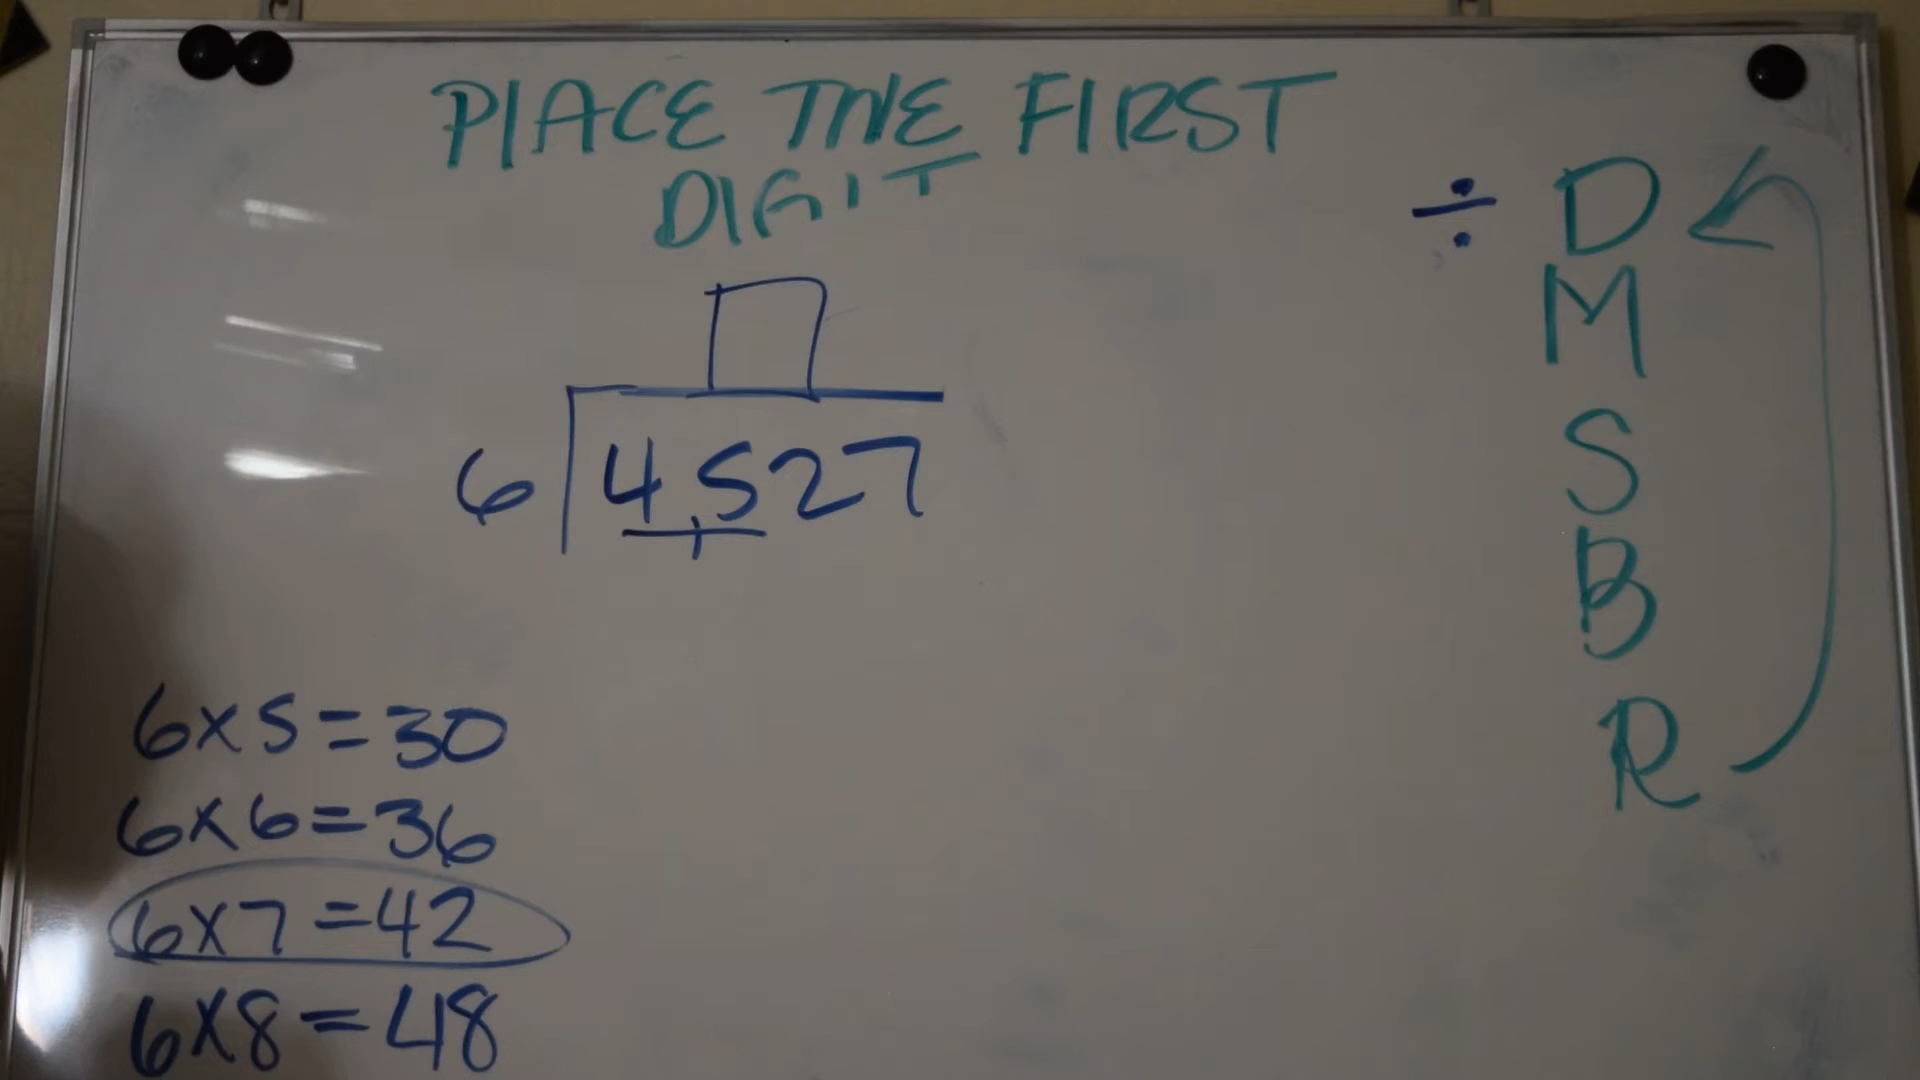 PLACE THE FIRST
DIGIT
÷ D
M
S
B
R
6 4,527
6x5=30
6x6=36
6x7=42
6x8=48